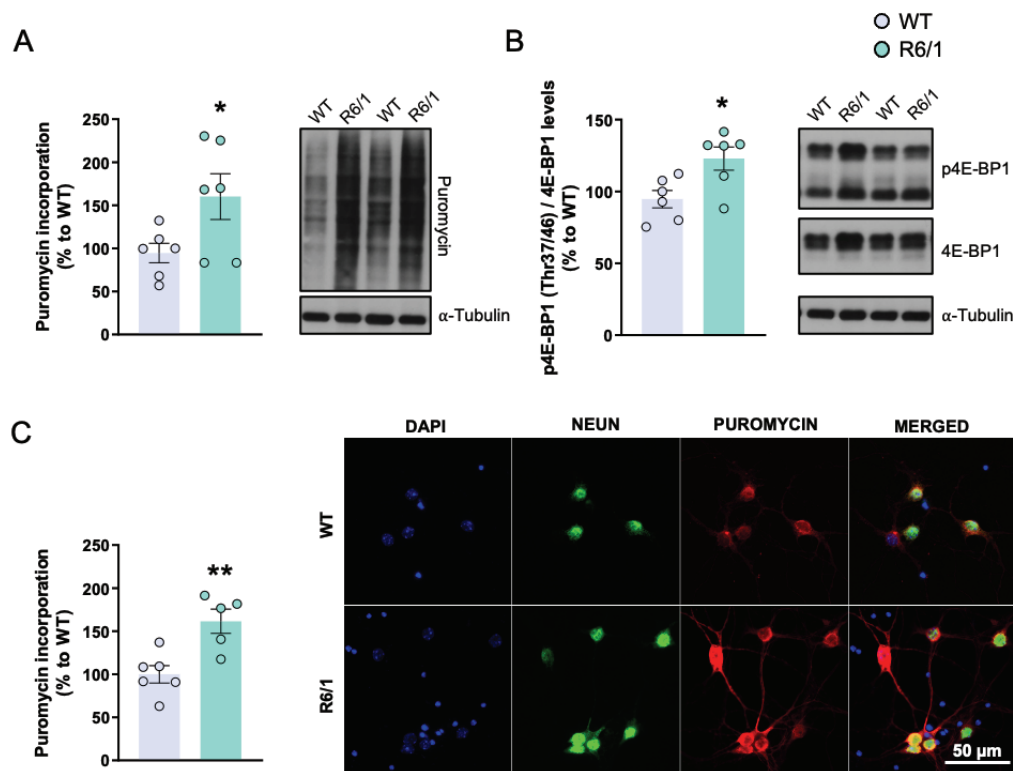 WT
R6/1
A
B
Puromycin incorporation
(% to WT)
250
200
150
100
50
0
*
WT R6/1 WT R6/1
Puromycin
α-Tubulin
p4E-BP1 (Thr37/46) / 4E-BP1 levels
(% to WT)
150
100
50
0
*
WT R6/1 WT R6/1
p4E-BP1
4E-BP1
α-Tubulin
C
Puromycin incorporation
(% to WT)
250
200
150
100
50
0
**
DAPI NEUN PUROMYCIN MERGED
WT
R6/1
50 µm